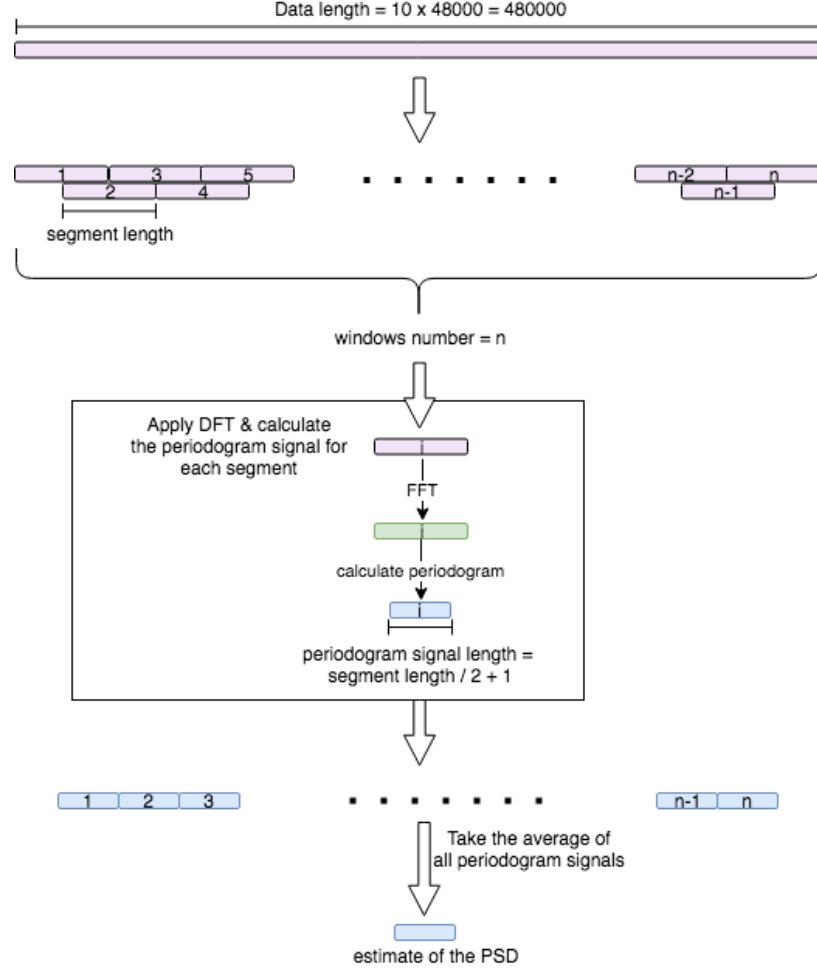 Data length = 10 x 48000 = 480000
1 3 5 n-2 n
2 4 n-1
segment length
windows number = n
Apply DFT & calculate
the periodogram signal for
each segment
i
FFT
i
calculate periodogram
i
periodogram signal length =
segment length / 2 + 1
1 2 3 n-1 n
Take the average of
all periodogram signals
estimate of the PSD